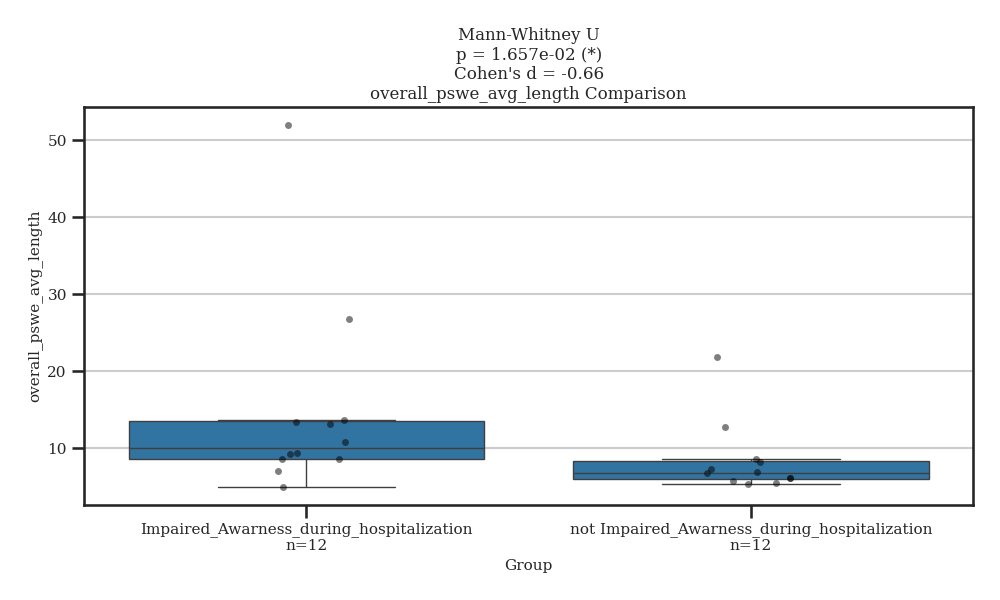 Mann-Whitney U
p = 1.657e-02 (*)
Cohen's d = -0.66
overall_pswe_avg_length Comparison
overall_pswe_avg_length
50
40
30
20
10
Impaired_Awarness_during_hospitalization
n=12
not Impaired_Awarness_during_hospitalization
n=12
Group